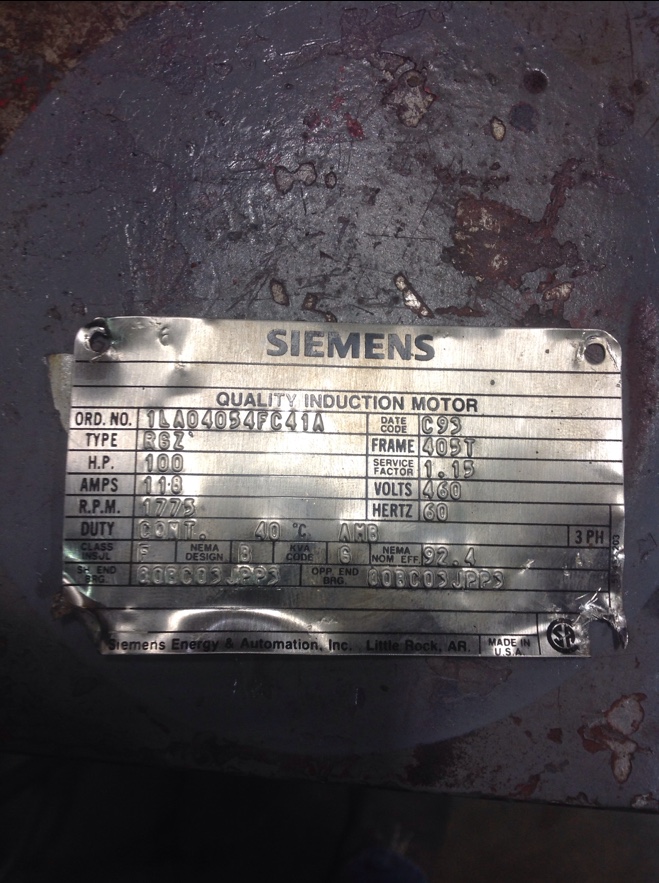 SIEMENS
QUALITY INDUCTION MOTOR
ORD. NO. 1LA04054FC41A DATE CODE C93
TYPE RGZ FRAME 405T
H.P. 100 SERVICE FACTOR 1.15
AMPS 118 VOLTS 460
R.P.M. 1775 HERTZ 60
DUTY CONT. 40 °C AMB 3 PH
CLASS INSUL F NEMA DESIGN B KVA CODE G NEMA NOM EFF 92.4
SH. END BRG. 80BC03JPP3 OPP. END BRG. 80BC03JPP3
Siemens Energy & Automation, Inc. Little Rock, AR. MADE IN U.S.A.